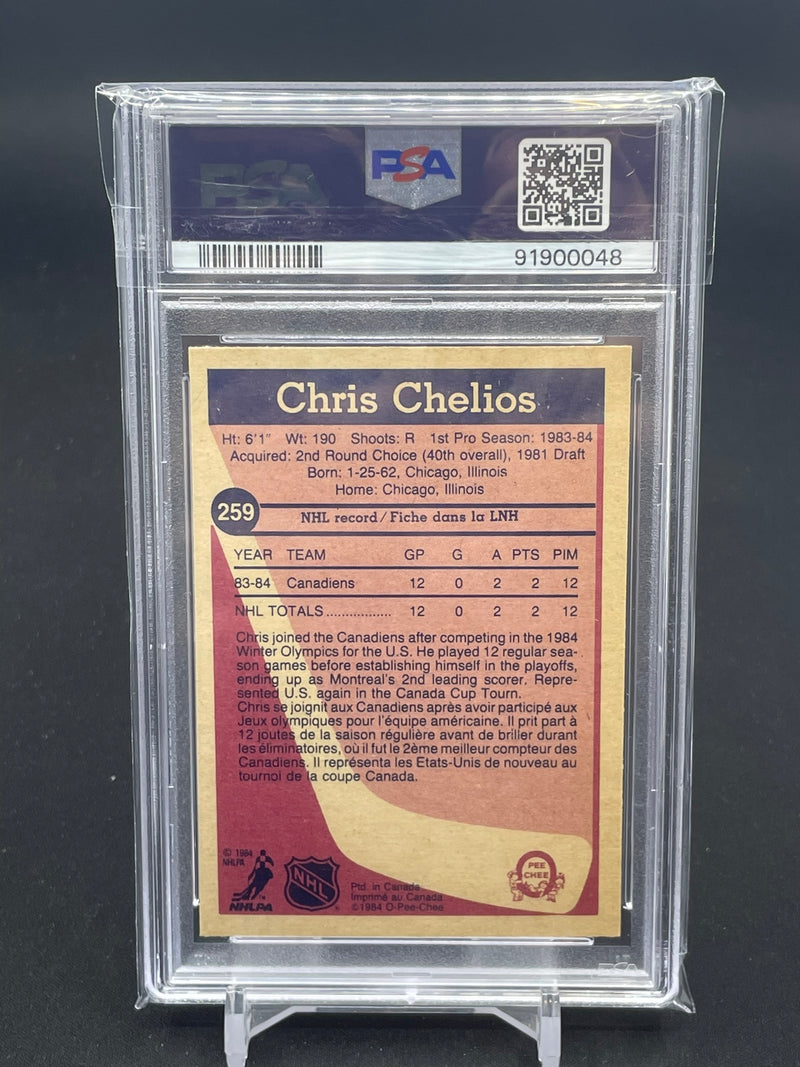 PSA
PSA
91900048
Chris Chelios
Ht: 6'1" Wt: 190 Shoots: R 1st Pro Season: 1983-84
Acquired: 2nd Round Choice (40th overall), 1981 Draft
Born: 1-25-62, Chicago, Illinois
Home: Chicago, Illinois
259
NHL record/Fiche dans la LNH
YEAR TEAM GP G A PTS PIM
83-84 Canadiens 12 0 2 2 12
NHL TOTALS ................. 12 0 2 2 12
Chris joined the Canadiens after competing in the 1984
Winter Olympics for the U.S. He played 12 regular sea-
son games before establishing himself in the playoffs,
ending up as Montreal's 2nd leading scorer. Repre-
sented U.S. again in the Canada Cup Tourn.
Chris se joignit aux Canadiens après avoir participé aux
Jeux olympiques pour l'équipe américaine. Il prit part à
12 joutes de la saison régulière avant de briller durant
les éliminatoires, où il fut le 2ème meilleur compteur des
Canadiens. Il représenta les Etats-Unis de nouveau au
tournoi de la coupe Canada.
© 1984
NHLPA
NHLPA
NHL
Ptd. in Canada
Imprimé au Canada
©1984 O-Pee-Chee
PEE
CHEE
PSA